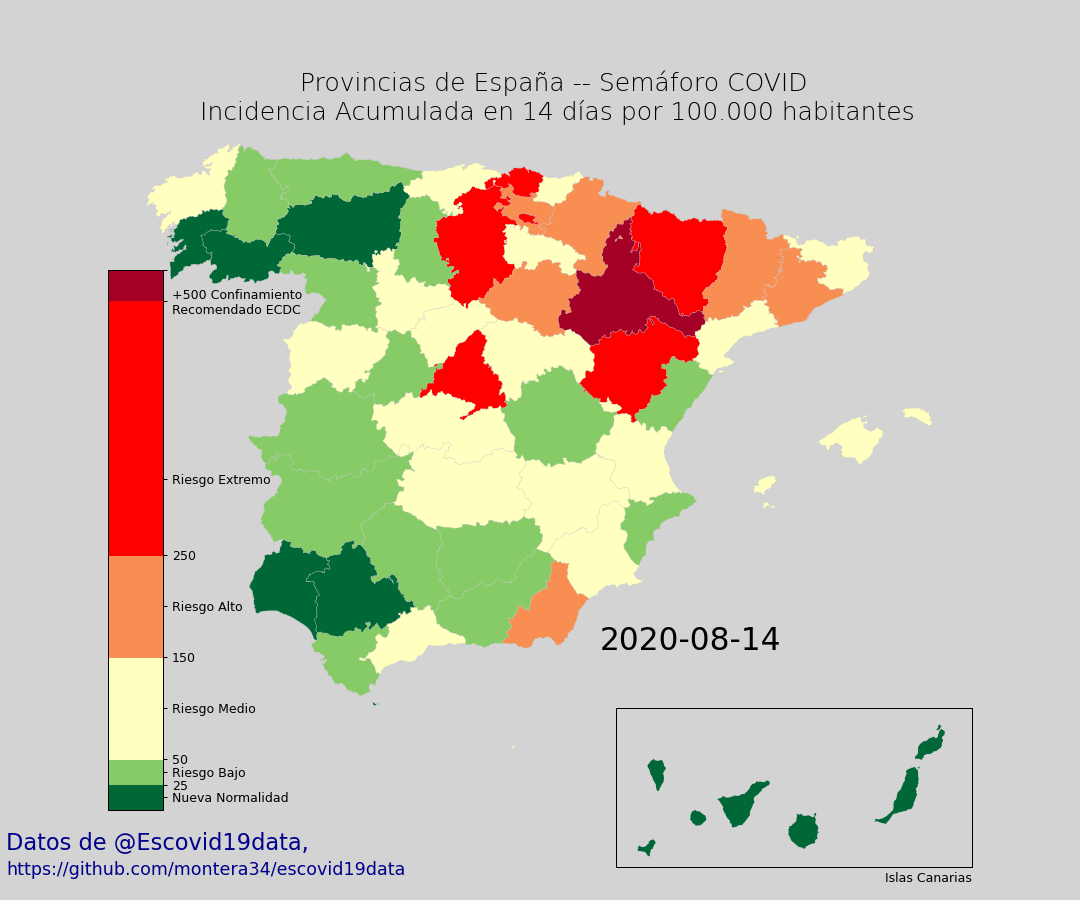 Provincias de España -- Semáforo COVID
Incidencia Acumulada en 14 días por 100.000 habitantes
+500 Confinamiento
Recomendado ECDC
Riesgo Extremo
250
Riesgo Alto
150
Riesgo Medio
50
Riesgo Bajo
25
Nueva Normalidad
2020-08-14
Islas Canarias
Datos de @Escovid19data,
https://github.com/montera34/escovid19data